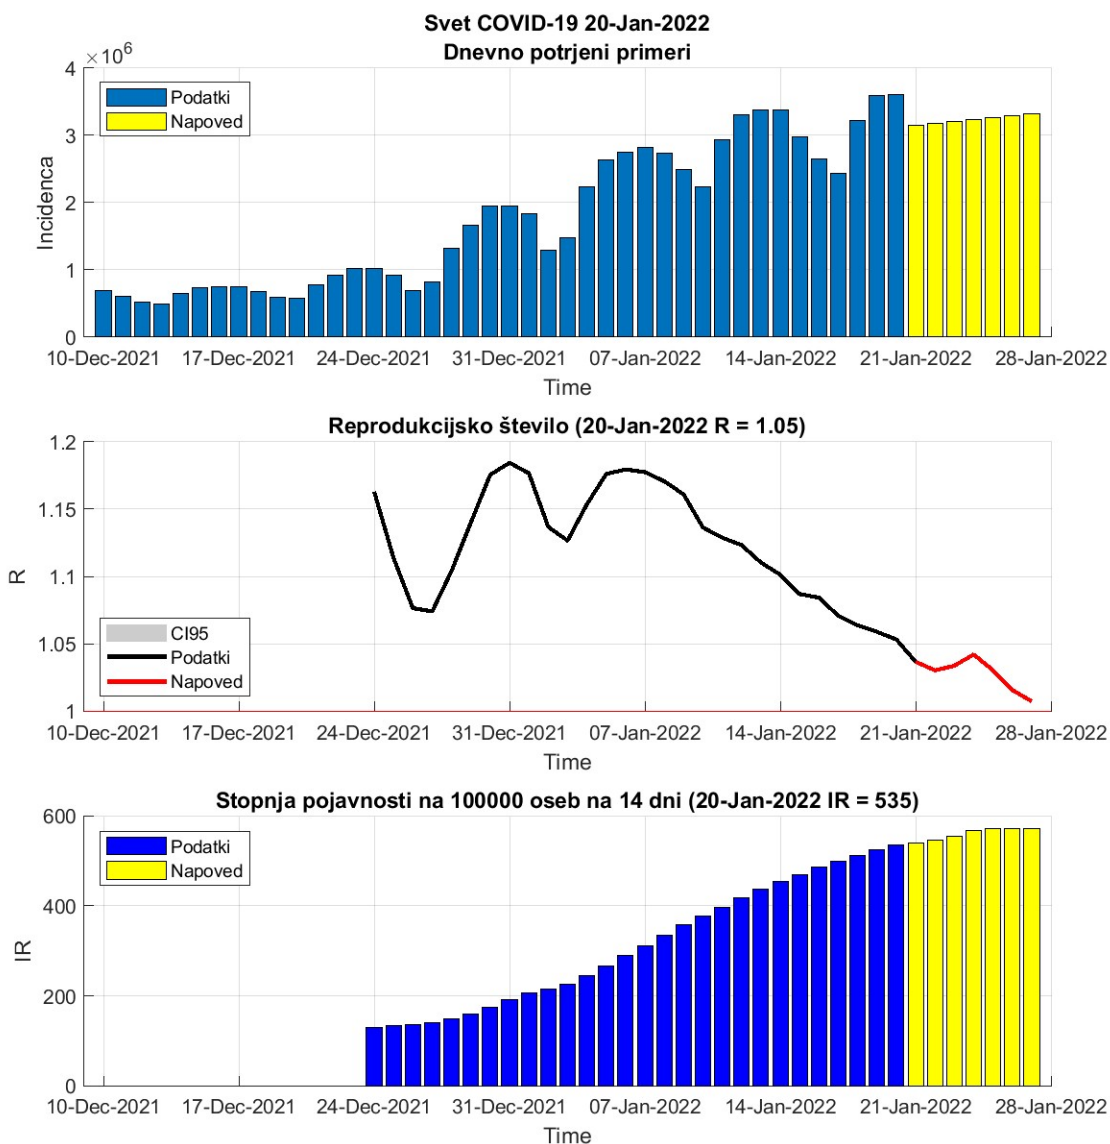 Svet COVID-19 20-Jan-2022
Dnevno potrjeni primeri
×10⁶
4
3
2
1
0
Incidenca
Podatki
Napoved
10-Dec-2021 17-Dec-2021 24-Dec-2021 31-Dec-2021 07-Jan-2022 14-Jan-2022 21-Jan-2022 28-Jan-2022
Time
Reprodukcijsko število (20-Jan-2022 R = 1.05)
1.2
1.15
1.1
1.05
1
R
CI95
Podatki
Napoved
10-Dec-2021 17-Dec-2021 24-Dec-2021 31-Dec-2021 07-Jan-2022 14-Jan-2022 21-Jan-2022 28-Jan-2022
Time
Stopnja pojavnosti na 100000 oseb na 14 dni (20-Jan-2022 IR = 535)
600
400
200
0
IR
Podatki
Napoved
10-Dec-2021 17-Dec-2021 24-Dec-2021 31-Dec-2021 07-Jan-2022 14-Jan-2022 21-Jan-2022 28-Jan-2022
Time